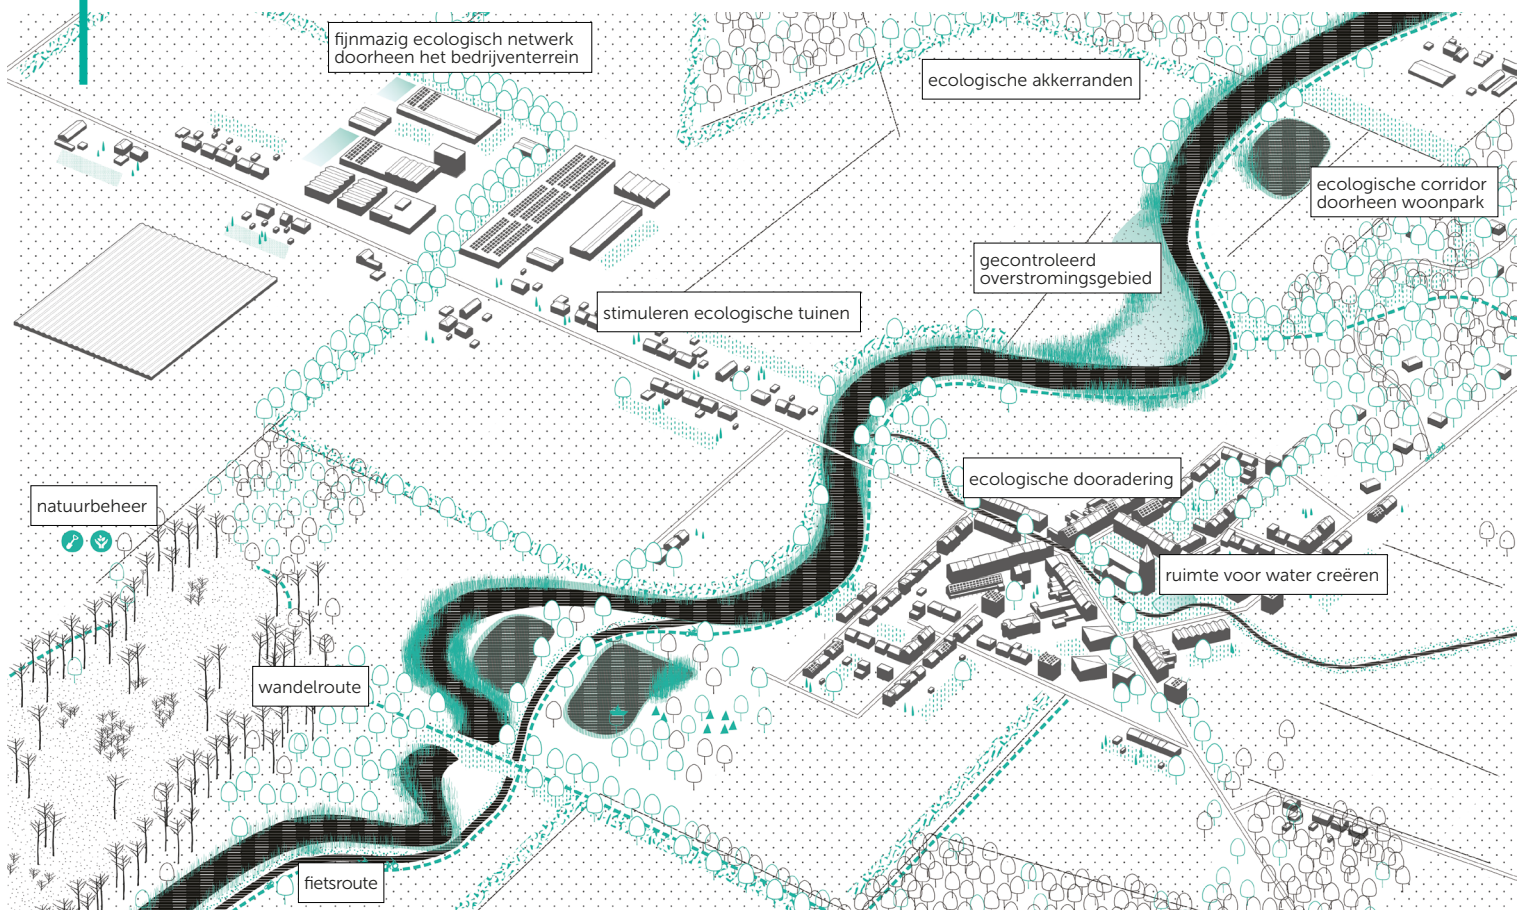 fijnmazig ecologisch netwerk
doorheen het bedrijventerrein
ecologische akkerranden
ecologische corridor
doorheen woonpark
gecontroleerd
overstromingsgebied
stimuleren ecologische tuinen
ecologische dooradering
natuurbeheer
ruimte voor water creëren
wandelroute
fietsroute